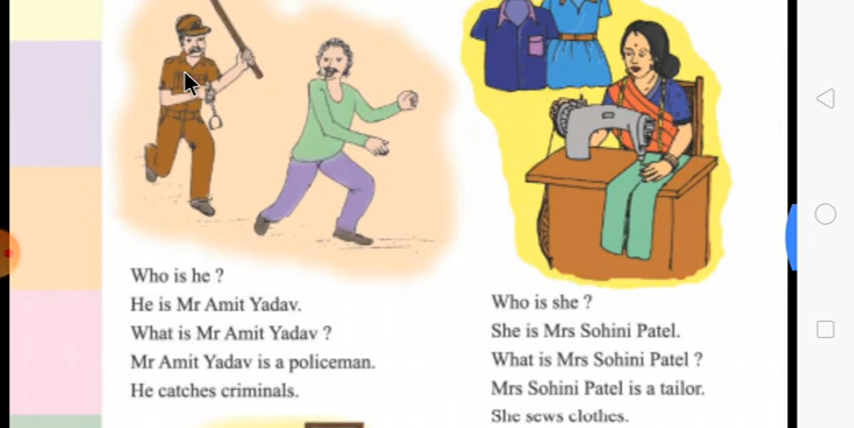 Who is he ?
He is Mr Amit Yadav.
What is Mr Amit Yadav ?
Mr Amit Yadav is a policeman.
He catches criminals.
Who is she ?
She is Mrs Sohini Patel.
What is Mrs Sohini Patel ?
Mrs Sohini Patel is a tailor.
She sews clothes.